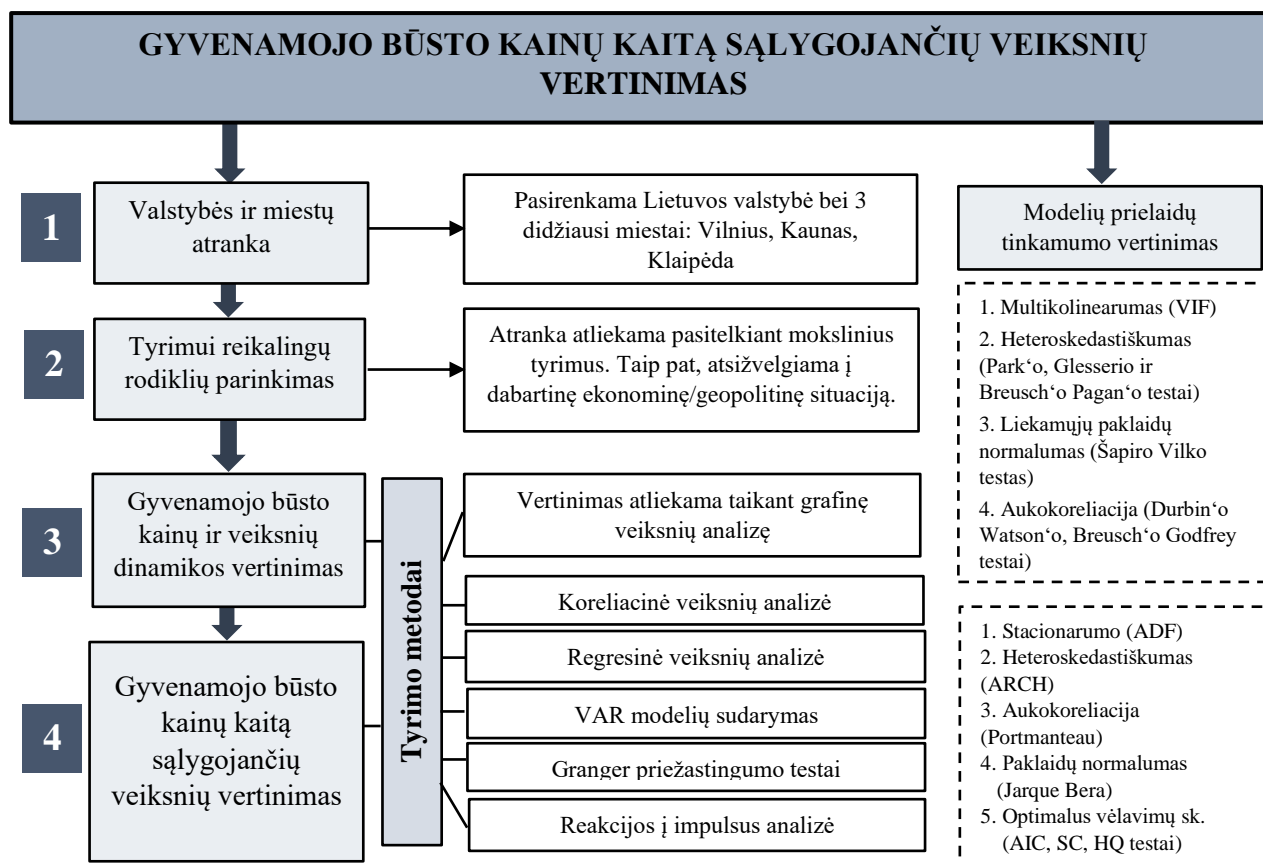 GYVENAMOJO BŪSTO KAINŲ KAITĄ SĄLYGOJANČIŲ VEIKSNIŲ
VERTINIMAS
1
Valstybės ir miestų
atranka
Pasirenkama Lietuvos valstybė bei 3
didžiausi miestai: Vilnius, Kaunas,
Klaipėda
2
Tyrimui reikalingų
rodiklių parinkimas
Atranka atliekama pasitelkiant mokslinius
tyrimus. Taip pat, atsižvelgiama į
dabartinę ekonominę/geopolitinę situaciją.
3
Gyvenamojo būsto
kainų ir veiksnių
dinamikos vertinimas
4
Gyvenamojo būsto
kainų kaitą
sąlygojančių
veiksnių vertinimas
Tyrimo metodai
Vertinimas atliekama taikant grafinę
veiksnių analizę
Koreliacinė veiksnių analizė
Regresinė veiksnių analizė
VAR modelių sudarymas
Granger priežastingumo testai
Reakcijos į impulsus analizė
Modelių prielaidų
tinkamumo vertinimas
1. Multikolinearumas (VIF)
2. Heteroskedastiškumas
(Park‘o, Glesserio ir
Breusch‘o Pagan‘o testai)
3. Liekamųjų paklaidų
normalumas (Šapiro Vilko
testas)
4. Aukokoreliacija (Durbin‘o
Watson‘o, Breusch‘o Godfrey
testai)
1. Stacionarumo (ADF)
2. Heteroskedastiškumas
(ARCH)
3. Aukokoreliacija
(Portmanteau)
4. Paklaidų normalumas
(Jarque Bera)
5. Optimalus vėlavimų sk.
(AIC, SC, HQ testai)